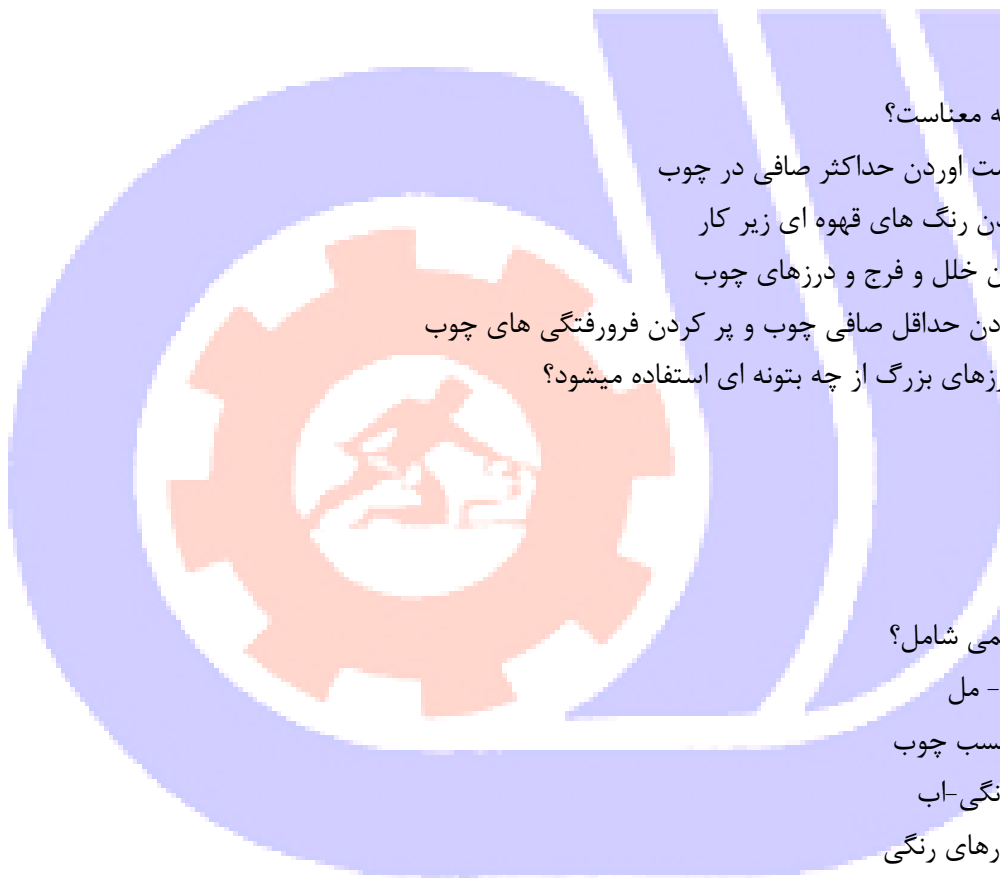 ه معناست؟
ست اوردن حداکثر صافی در چوب
دن رنگ های قهوه ای زیر کار
ن خلل و فرج و درزهای چوب
دن حداقل صافی چوب و پر کردن فرورفتگی های چوب
رزهای بزرگ از چه بتونه ای استفاده میشود؟
می شامل؟
- مل
سب چوب
نگی-اب
رهای رنگی